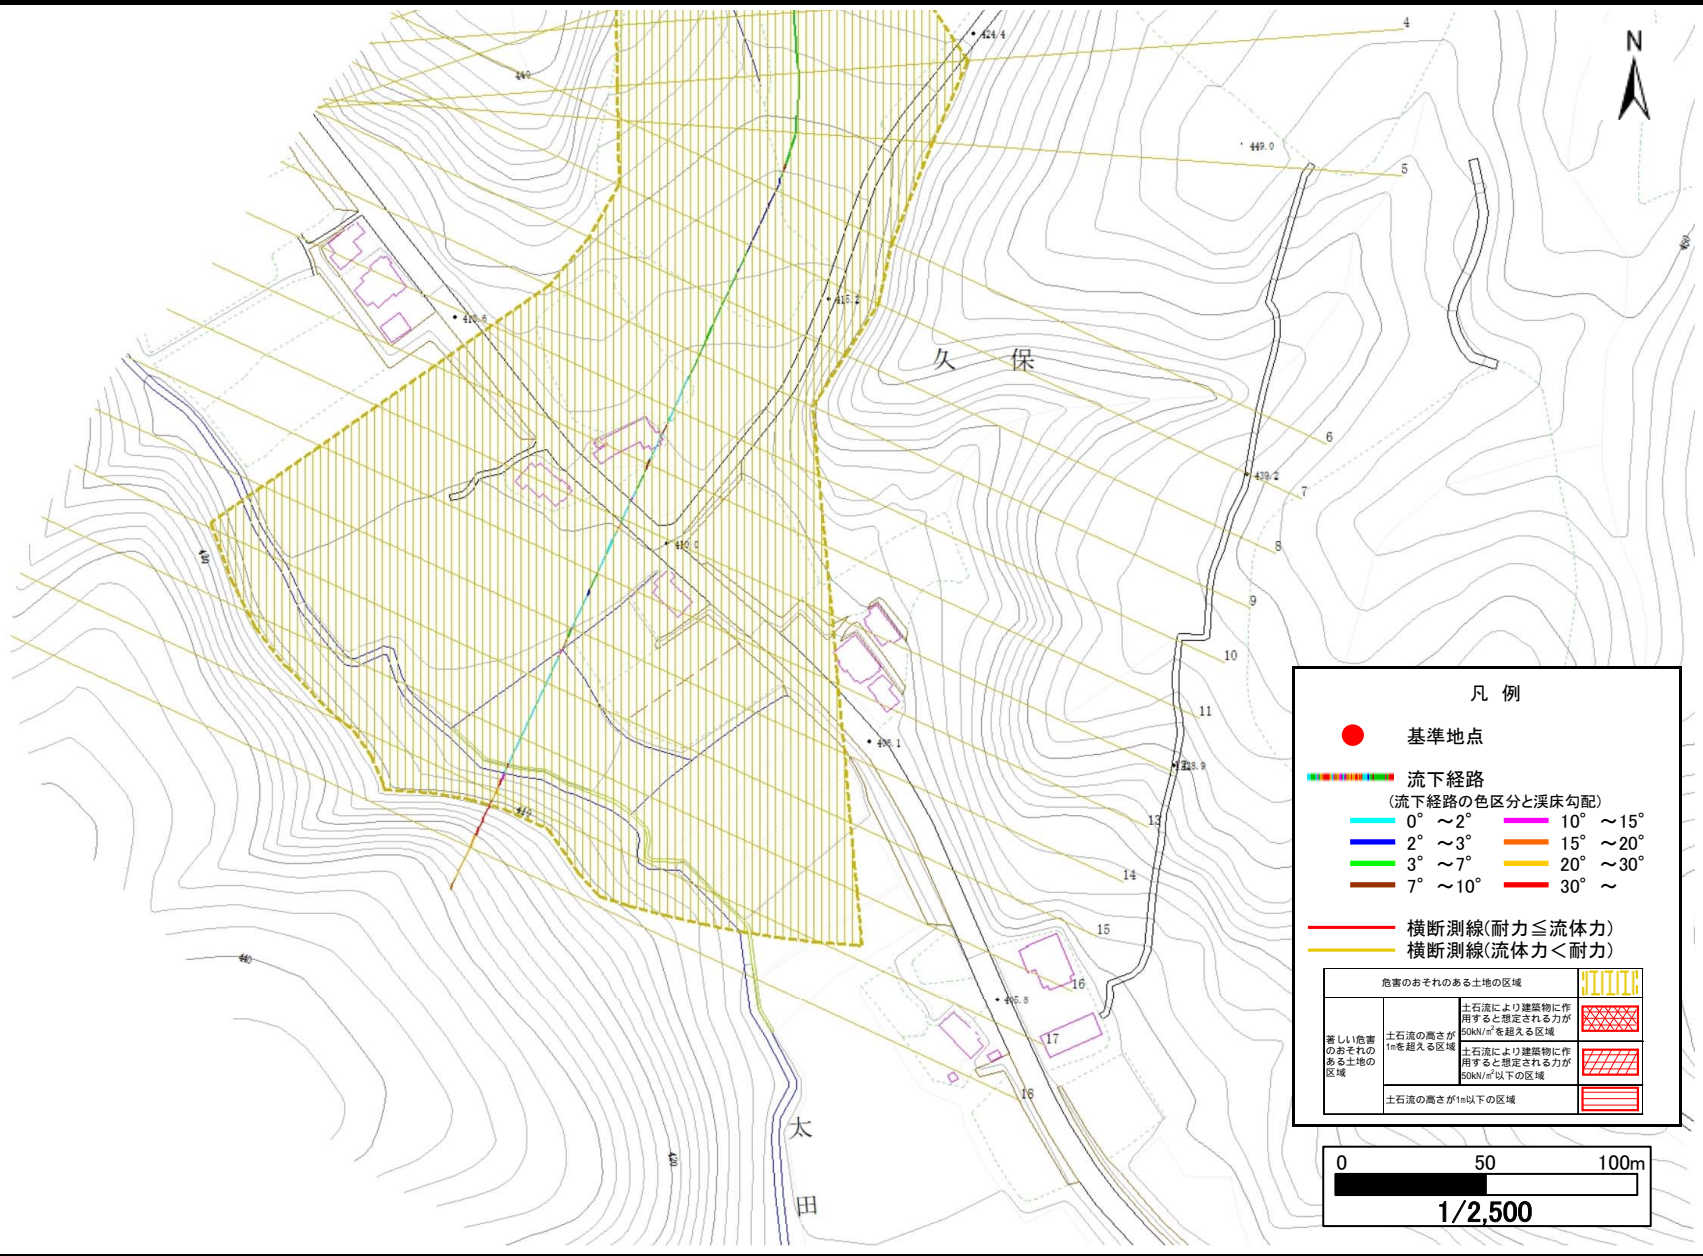 4
424.4
N
440
449.0
5
415.2
413.6
久 保
6
439.2
7
410.0
8
9
10
11
428.9
13
14
15
16
405.8
17
18
410
440
420
太
田
凡 例
基準地点
流下経路
(流下経路の色区分と渓床勾配)
0° ～2° 10° ～15°
2° ～3° 15° ～20°
3° ～7° 20° ～30°
7° ～10° 30° ～
横断測線(耐力≦流体力)
横断測線(流体力＜耐力)
危害のおそれのある土地の区域
著しい危害
のおそれの
ある土地の
区域
土石流の高さが
1mを超える区域
土石流により建築物に作
用すると想定される力が
50kN/㎡を超える区域
土石流により建築物に作
用すると想定される力が
50kN/㎡以下の区域
土石流の高さが1m以下の区域
0 50 100m
1/2,500